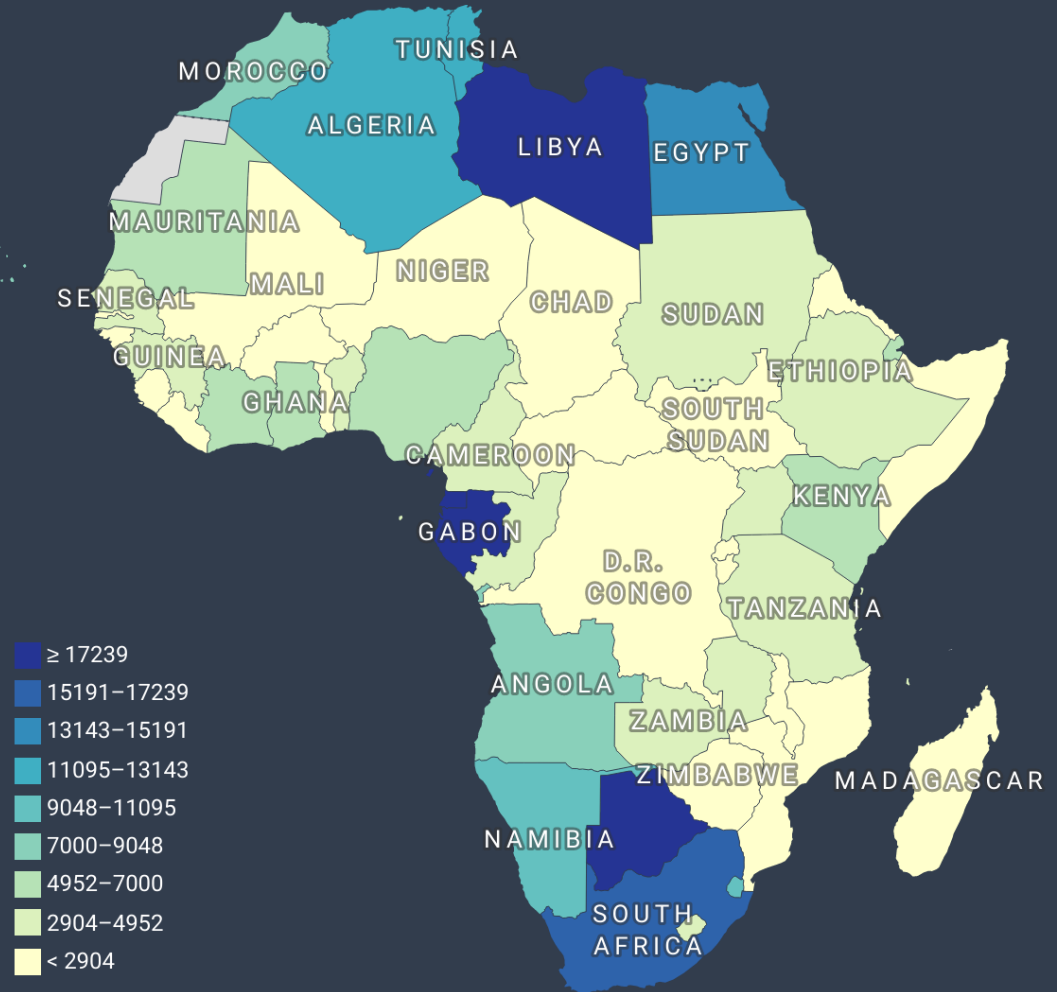 TUNISIA
MOROCCO
ALGERIA
LIBYA
EGYPT
MAURITANIA
NIGER
MALI
SENEGAL
CHAD
SUDAN
GUINEA
ETHIOPIA
GHANA
SOUTH
SUDAN
CAMEROON
KENYA
GABON
D.R.
CONGO
TANZANIA
ANGOLA
ZAMBIA
ZIMBABWE
MADAGASCAR
NAMIBIA
SOUTH
AFRICA
≥ 17239
15191–17239
13143–15191
11095–13143
9048–11095
7000–9048
4952–7000
2904–4952
< 2904